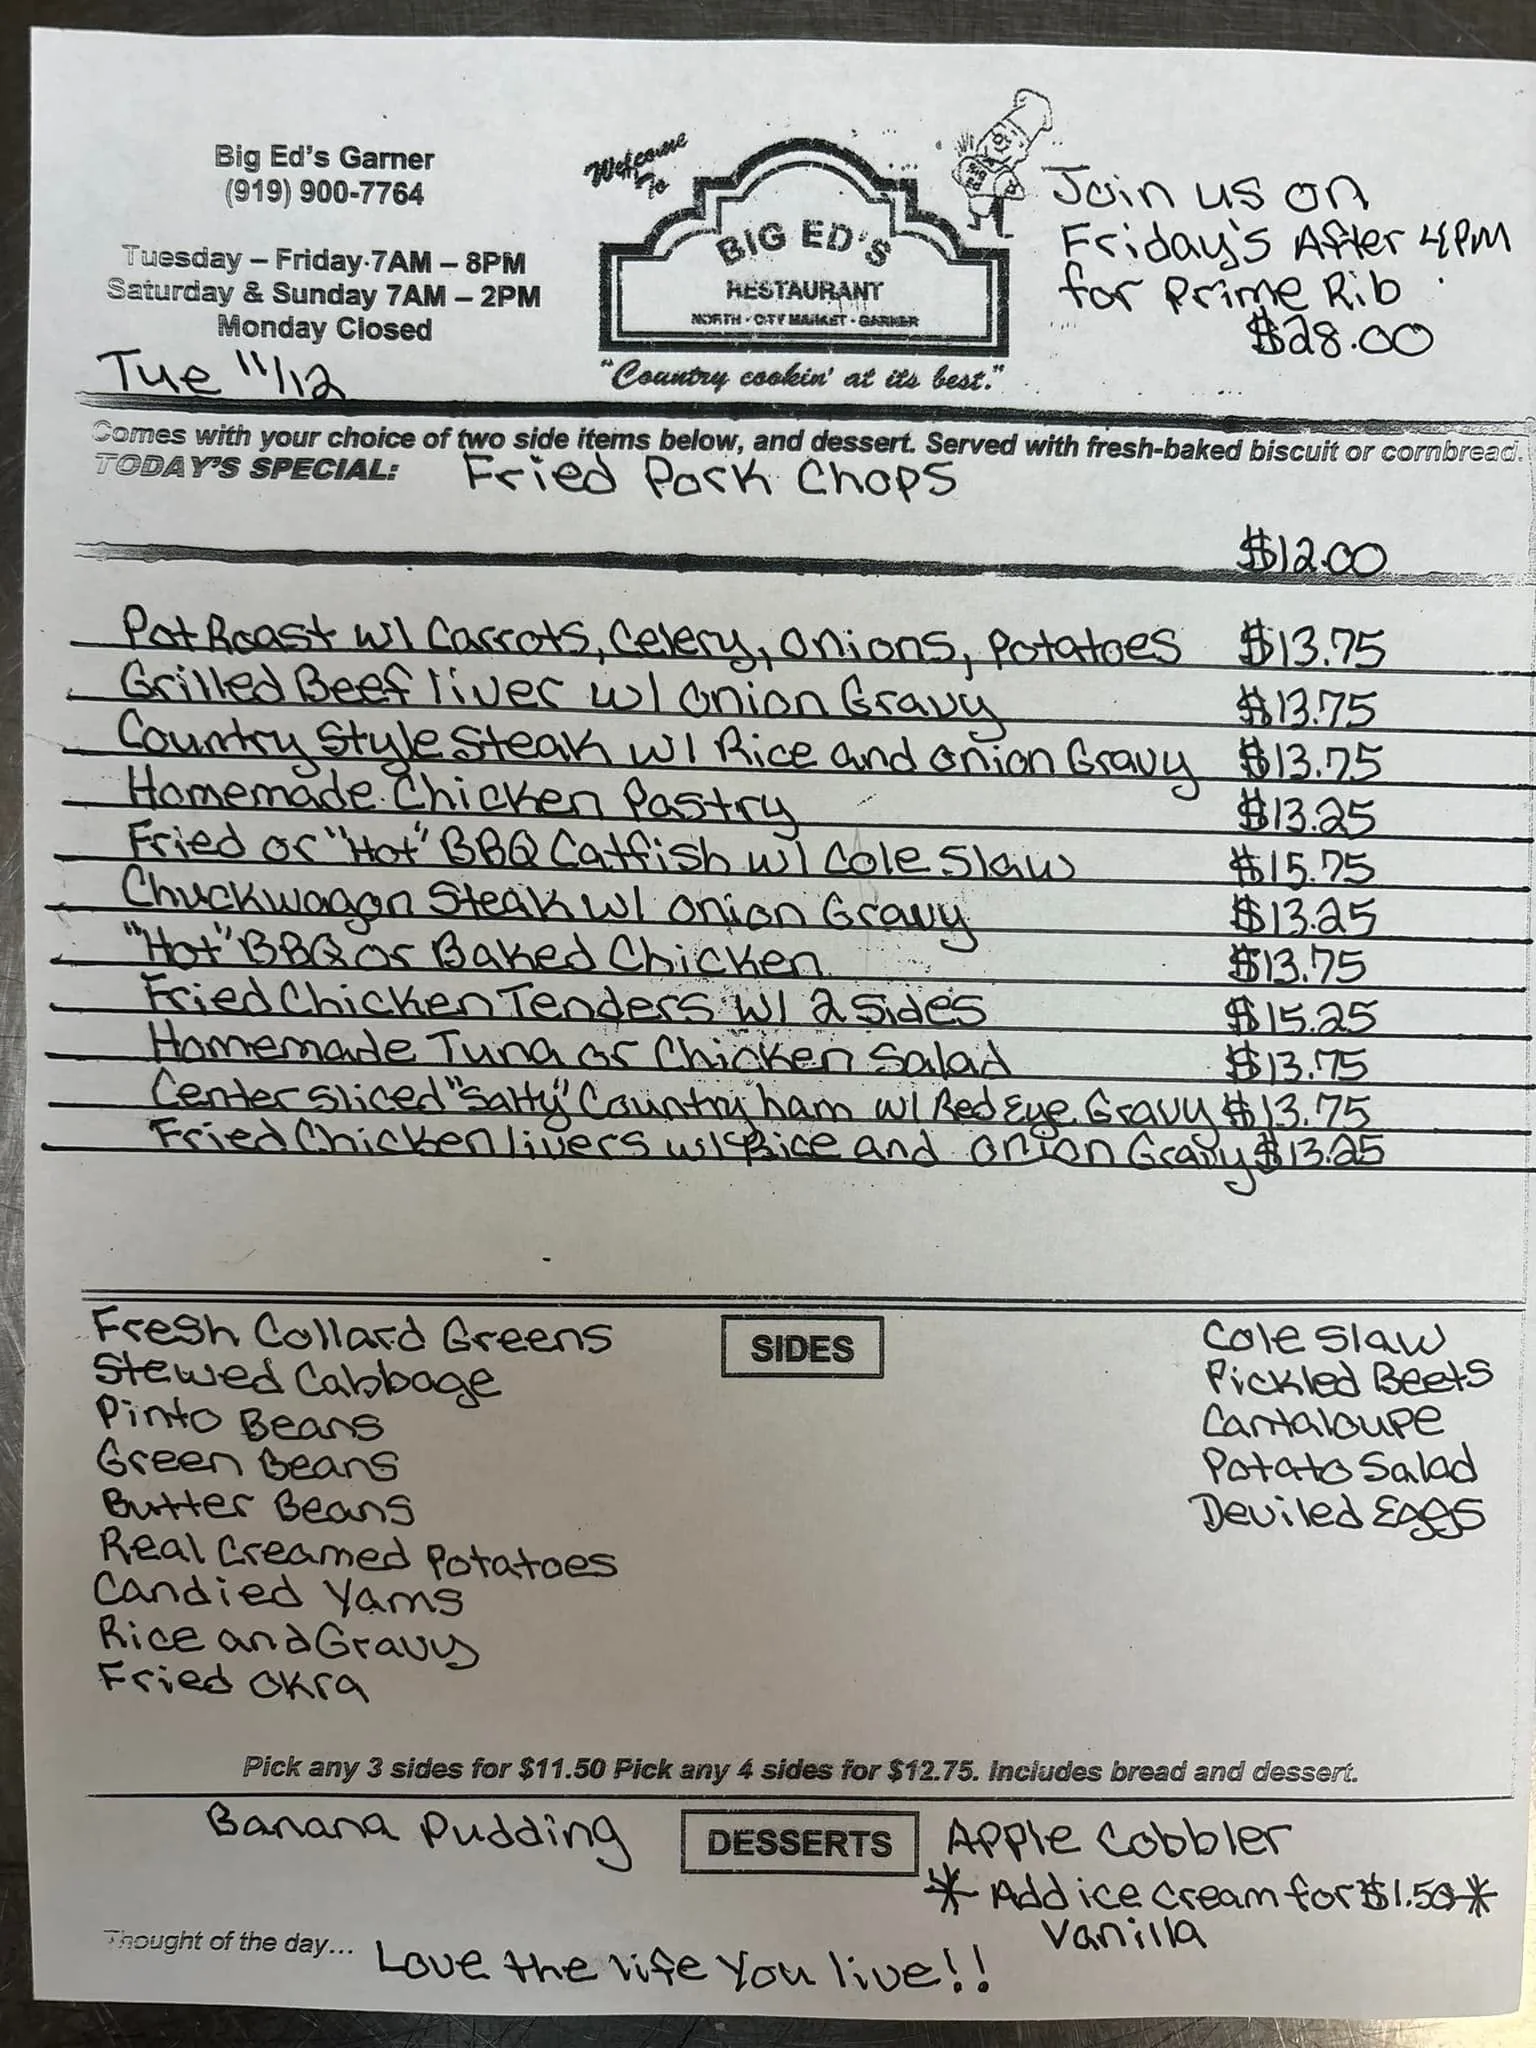 Big Ed's Garner
(919) 900-7764
Tuesday – Friday 7AM – 8PM
Saturday & Sunday 7AM – 2PM
Monday Closed
Tue 11/12
Welcome
To
BIG ED'S
RESTAURANT
NORTH · CITY MARKET · GARNER
"Country cookin' at its best."
Join us on
Friday's After 4PM
for Prime Rib
$28.00
Comes with your choice of two side items below, and dessert. Served with fresh-baked biscuit or cornbread.
TODAY'S SPECIAL: Fried Pork Chops
$12.00
Pot Roast w/ Carrots, Celery, Onions, Potatoes $13.75
Grilled Beef liver w/ Onion Gravy $13.75
Country Style Steak w/ Rice and Onion Gravy $13.75
Homemade Chicken Pastry $13.25
Fried or "Hot" BBQ Catfish w/ Cole Slaw $15.75
Chuckwagon Steak w/ Onion Gravy $13.25
"Hot" BBQ or Baked Chicken $13.75
Fried Chicken Tenders w/ 2 Sides $15.25
Homemade Tuna or Chicken Salad $13.75
Center sliced "Salty" Country ham w/ Red Eye Gravy $13.75
Fried Chicken livers w/ Rice and Onion Gravy $13.25
SIDES
Fresh Collard Greens
Stewed Cabbage
Pinto Beans
Green Beans
Butter Beans
Real Creamed Potatoes
Candied Yams
Rice and Gravy
Fried Okra
Cole Slaw
Pickled Beets
Cantaloupe
Potato Salad
Deviled Eggs
Pick any 3 sides for $11.50 Pick any 4 sides for $12.75. Includes bread and dessert.
Banana Pudding
DESSERTS
Apple Cobbler
* Add ice cream for $1.50 *
Vanilla
Thought of the day... Love the life You live!!